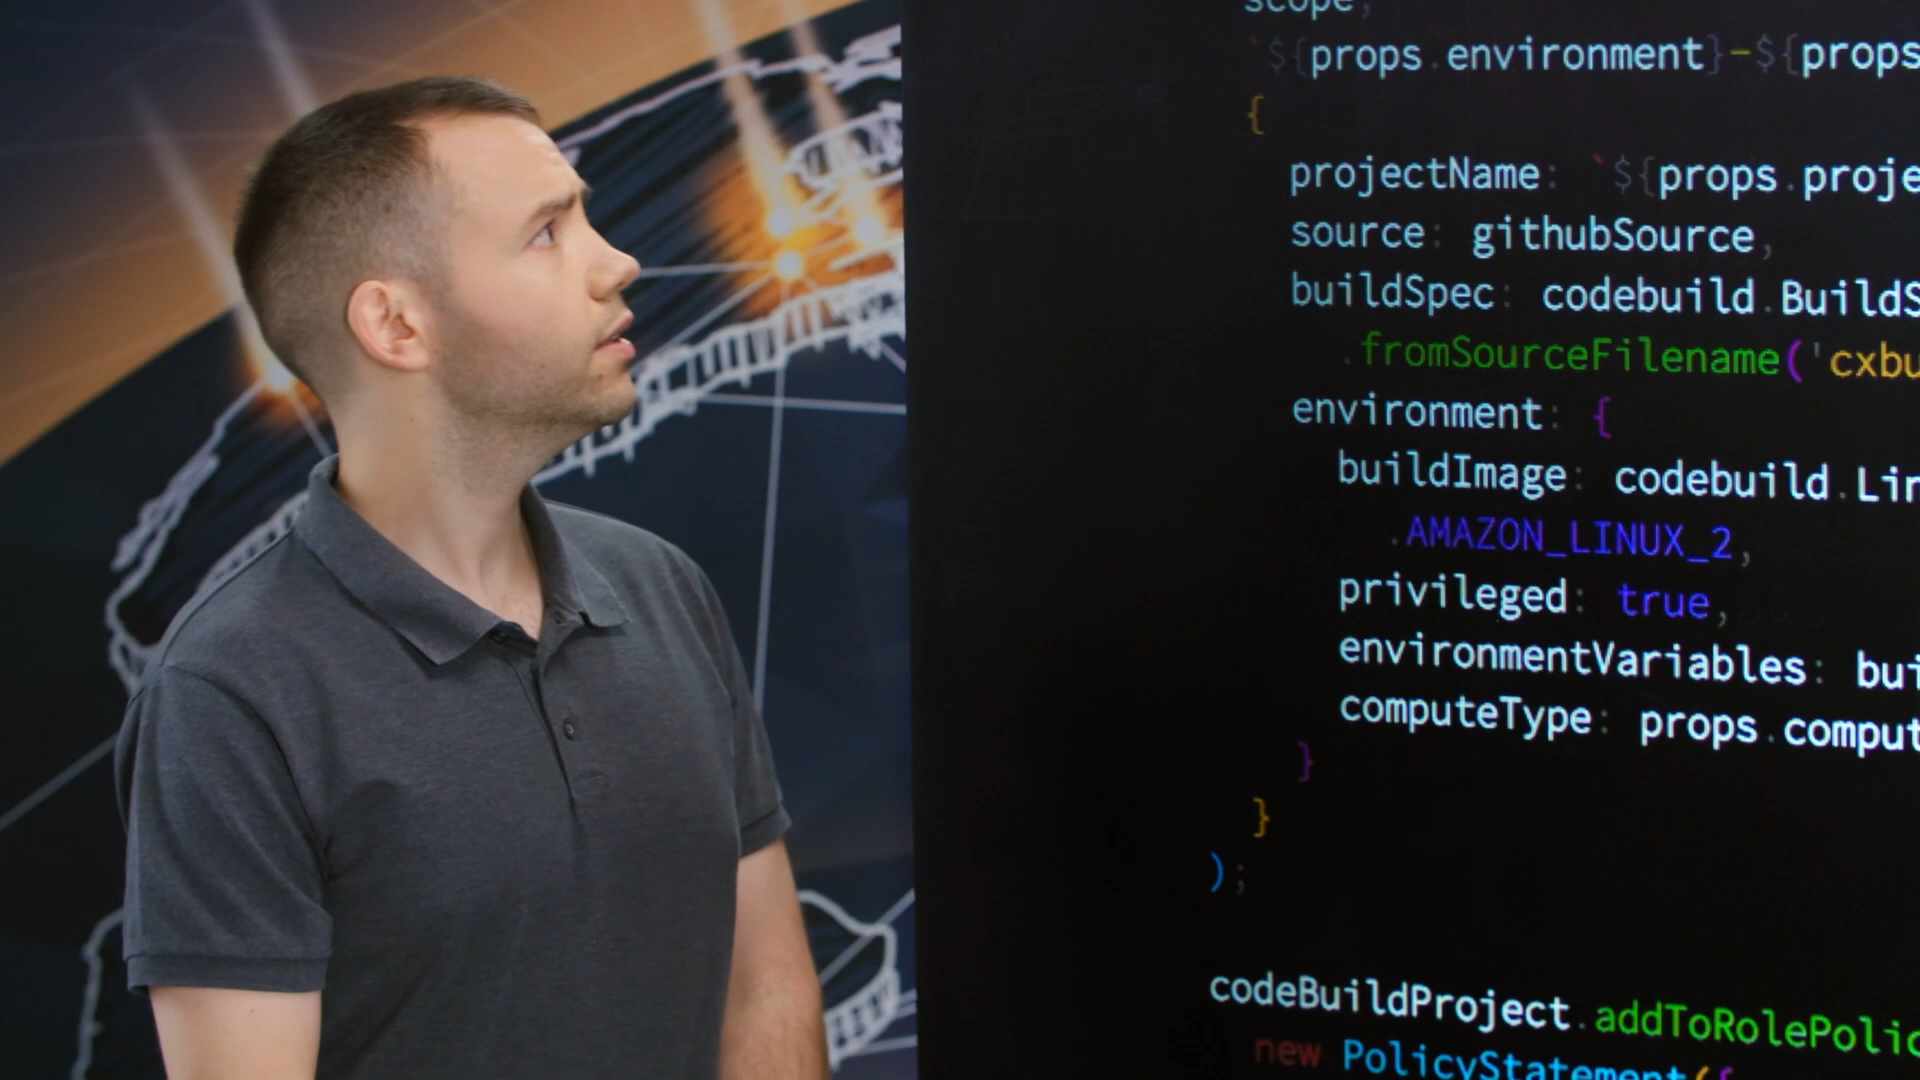 scope,
`${props.environment}-${props
{
projectName: `${props.proje
source: githubSource,
buildSpec: codebuild.BuildS
.fromSourceFilename('cxbu
environment: {
buildImage: codebuild.Lin
.AMAZON_LINUX_2,
privileged: true,
environmentVariables: bui
computeType: props.comput
}
}
);
codeBuildProject.addToRolePolic
new PolicyStatement({